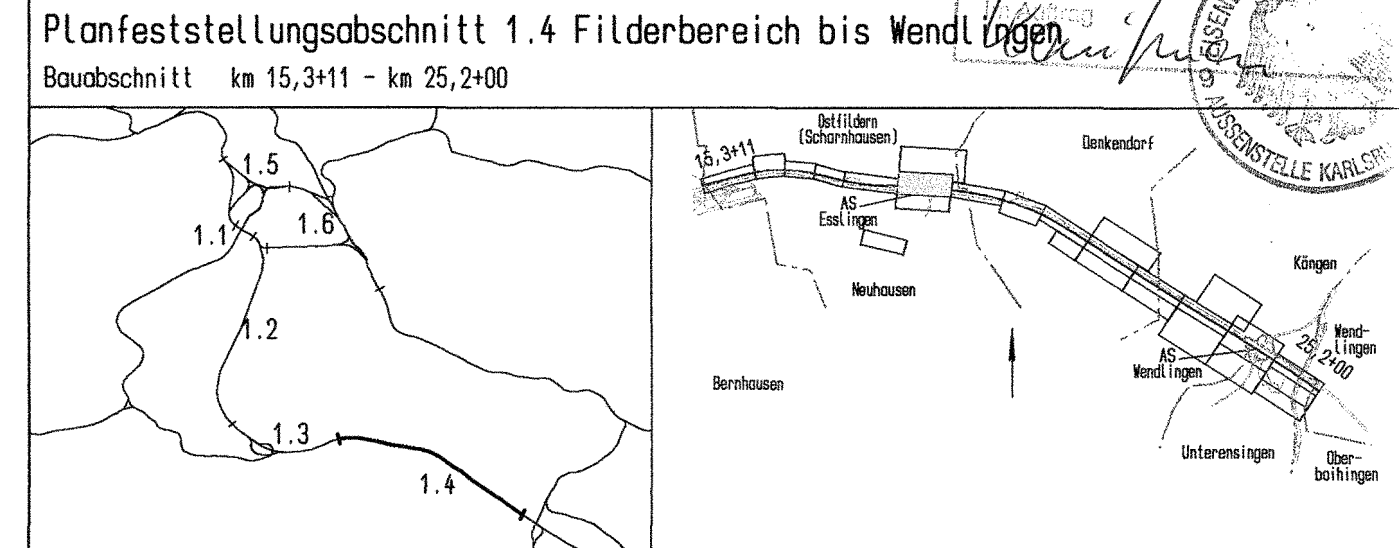 Planfeststellungsabschnitt 1.4 Filderbereich bis Wendlingen
Bauabschnitt km 15,3+11 - km 25,2+00
1.5
1.6
1.1
1.2
1.3
1.4
15,3+11
Ostfildern
(Scharnhausen)
Denkendorf
AS
Esslingen
Neuhausen
Köngen
Bernhausen
AS
Wendlingen
Wend-
lingen
25,2+00
Unterensingen
Ober-
boihingen
AUSSENSTELLE